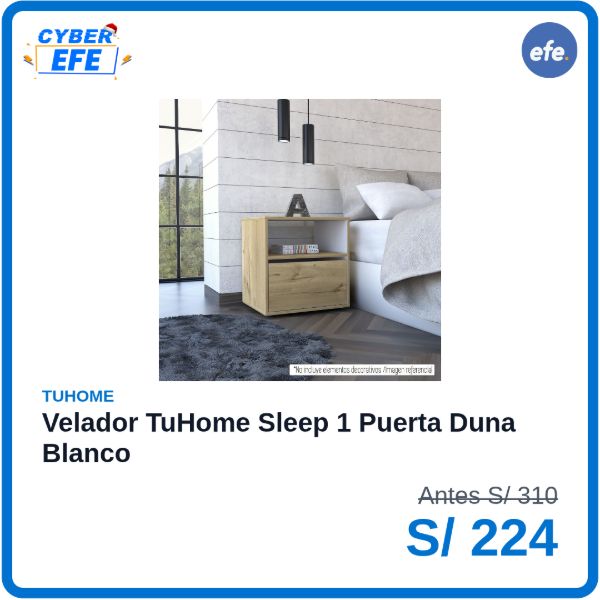 CYBER
EFE
efe.
A
*No incluye elementos decorativos /Imagen referencial
TUHOME
Velador TuHome Sleep 1 Puerta Duna
Blanco
Antes S/ 310
S/ 224